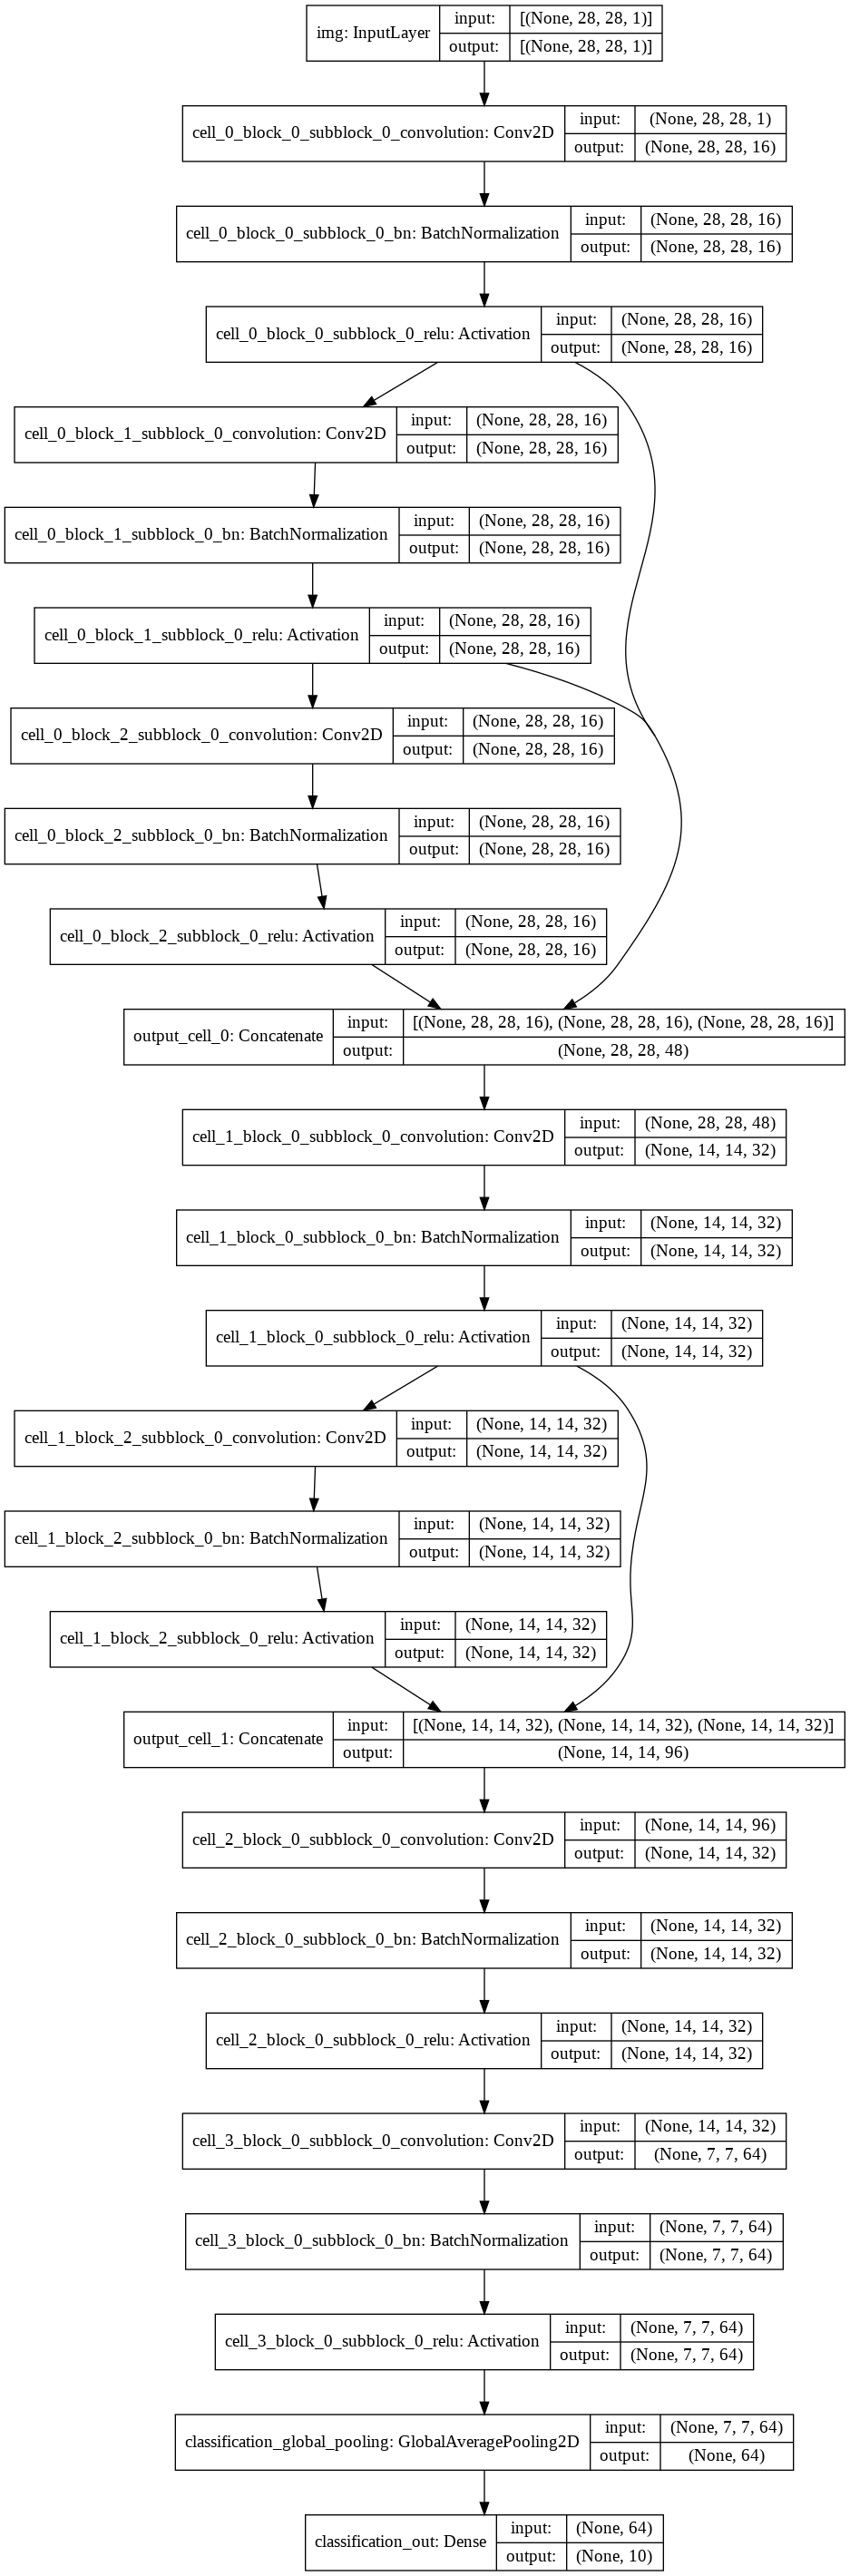 img: InputLayer
input:
[(None, 28, 28, 1)]
output:
[(None, 28, 28, 1)]
cell_0_block_0_subblock_0_convolution: Conv2D
input:
(None, 28, 28, 1)
output:
(None, 28, 28, 16)
cell_0_block_0_subblock_0_bn: BatchNormalization
input:
(None, 28, 28, 16)
output:
(None, 28, 28, 16)
cell_0_block_0_subblock_0_relu: Activation
input:
(None, 28, 28, 16)
output:
(None, 28, 28, 16)
cell_0_block_1_subblock_0_convolution: Conv2D
input:
(None, 28, 28, 16)
output:
(None, 28, 28, 16)
cell_0_block_1_subblock_0_bn: BatchNormalization
input:
(None, 28, 28, 16)
output:
(None, 28, 28, 16)
cell_0_block_1_subblock_0_relu: Activation
input:
(None, 28, 28, 16)
output:
(None, 28, 28, 16)
cell_0_block_2_subblock_0_convolution: Conv2D
input:
(None, 28, 28, 16)
output:
(None, 28, 28, 16)
cell_0_block_2_subblock_0_bn: BatchNormalization
input:
(None, 28, 28, 16)
output:
(None, 28, 28, 16)
cell_0_block_2_subblock_0_relu: Activation
input:
(None, 28, 28, 16)
output:
(None, 28, 28, 16)
output_cell_0: Concatenate
input:
[(None, 28, 28, 16), (None, 28, 28, 16), (None, 28, 28, 16)]
output:
(None, 28, 28, 48)
cell_1_block_0_subblock_0_convolution: Conv2D
input:
(None, 28, 28, 48)
output:
(None, 14, 14, 32)
cell_1_block_0_subblock_0_bn: BatchNormalization
input:
(None, 14, 14, 32)
output:
(None, 14, 14, 32)
cell_1_block_0_subblock_0_relu: Activation
input:
(None, 14, 14, 32)
output:
(None, 14, 14, 32)
cell_1_block_2_subblock_0_convolution: Conv2D
input:
(None, 14, 14, 32)
output:
(None, 14, 14, 32)
cell_1_block_2_subblock_0_bn: BatchNormalization
input:
(None, 14, 14, 32)
output:
(None, 14, 14, 32)
cell_1_block_2_subblock_0_relu: Activation
input:
(None, 14, 14, 32)
output:
(None, 14, 14, 32)
output_cell_1: Concatenate
input:
[(None, 14, 14, 32), (None, 14, 14, 32), (None, 14, 14, 32)]
output:
(None, 14, 14, 96)
cell_2_block_0_subblock_0_convolution: Conv2D
input:
(None, 14, 14, 96)
output:
(None, 14, 14, 32)
cell_2_block_0_subblock_0_bn: BatchNormalization
input:
(None, 14, 14, 32)
output:
(None, 14, 14, 32)
cell_2_block_0_subblock_0_relu: Activation
input:
(None, 14, 14, 32)
output:
(None, 14, 14, 32)
cell_3_block_0_subblock_0_convolution: Conv2D
input:
(None, 14, 14, 32)
output:
(None, 7, 7, 64)
cell_3_block_0_subblock_0_bn: BatchNormalization
input:
(None, 7, 7, 64)
output:
(None, 7, 7, 64)
cell_3_block_0_subblock_0_relu: Activation
input:
(None, 7, 7, 64)
output:
(None, 7, 7, 64)
classification_global_pooling: GlobalAveragePooling2D
input:
(None, 7, 7, 64)
output:
(None, 64)
classification_out: Dense
input:
(None, 64)
output:
(None, 10)